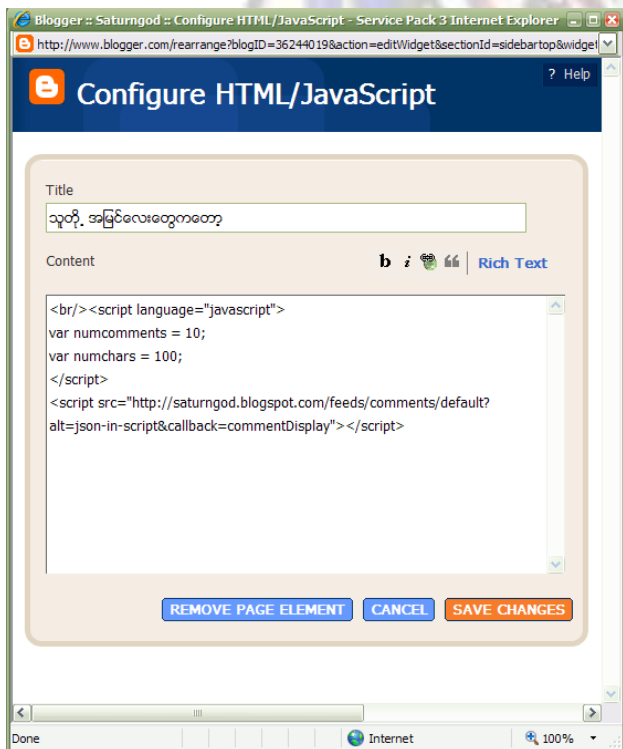 Blogger :: Saturngod :: Configure HTML/JavaScript - Service Pack 3 Internet Explorer
http://www.blogger.com/rearrange?blogID=36244019&action=editWidget&sectionId=sidebartop&widget
? Help
Configure HTML/JavaScript
Title
သူတို့ အမြင်လေးတွေကတော့
Content
b i Rich Text
<br/><script language="javascript">
var numcomments = 10;
var numchars = 100;
</script>
<script src="http://saturngod.blogspot.com/feeds/comments/default?
alt=json-in-script&callback=commentDisplay"></script>
REMOVE PAGE ELEMENT CANCEL SAVE CHANGES
Done Internet 100%